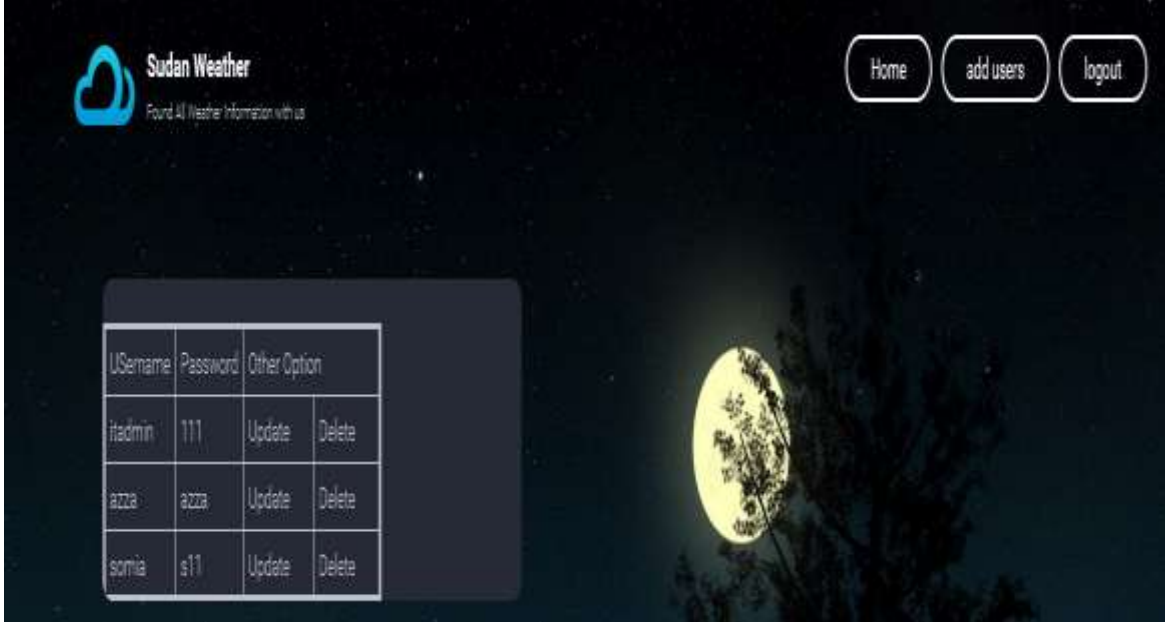 Sudan Weather
Found All Weather Information with us
Home
add users
logout
USername Password Other Option
itadmin 111 Update Delete
azza azza Update Delete
somia s11 Update Delete